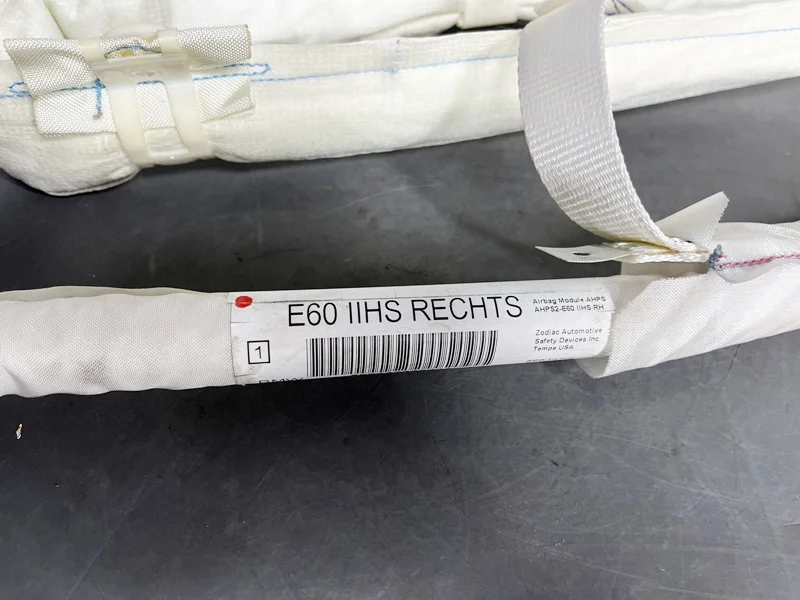 E60 IIHS RECHTS
1
Airbag Module AHPS
AHPS2-E60 IIHS RH
Zodiac Automotive
Safety Devices Inc.
Tempe USA